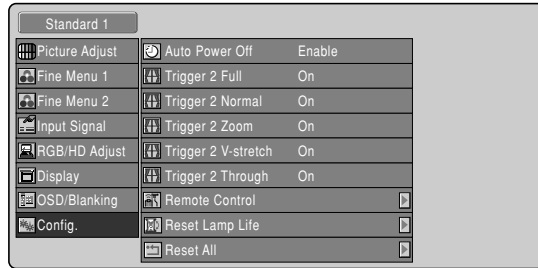 Standard 1
Picture Adjust
Fine Menu 1
Fine Menu 2
Input Signal
RGB/HD Adjust
Display
OSD/Blanking
Config.
Auto Power Off Enable
Trigger 2 Full On
Trigger 2 Normal On
Trigger 2 Zoom On
Trigger 2 V-stretch On
Trigger 2 Through On
Remote Control
Reset Lamp Life
Reset All